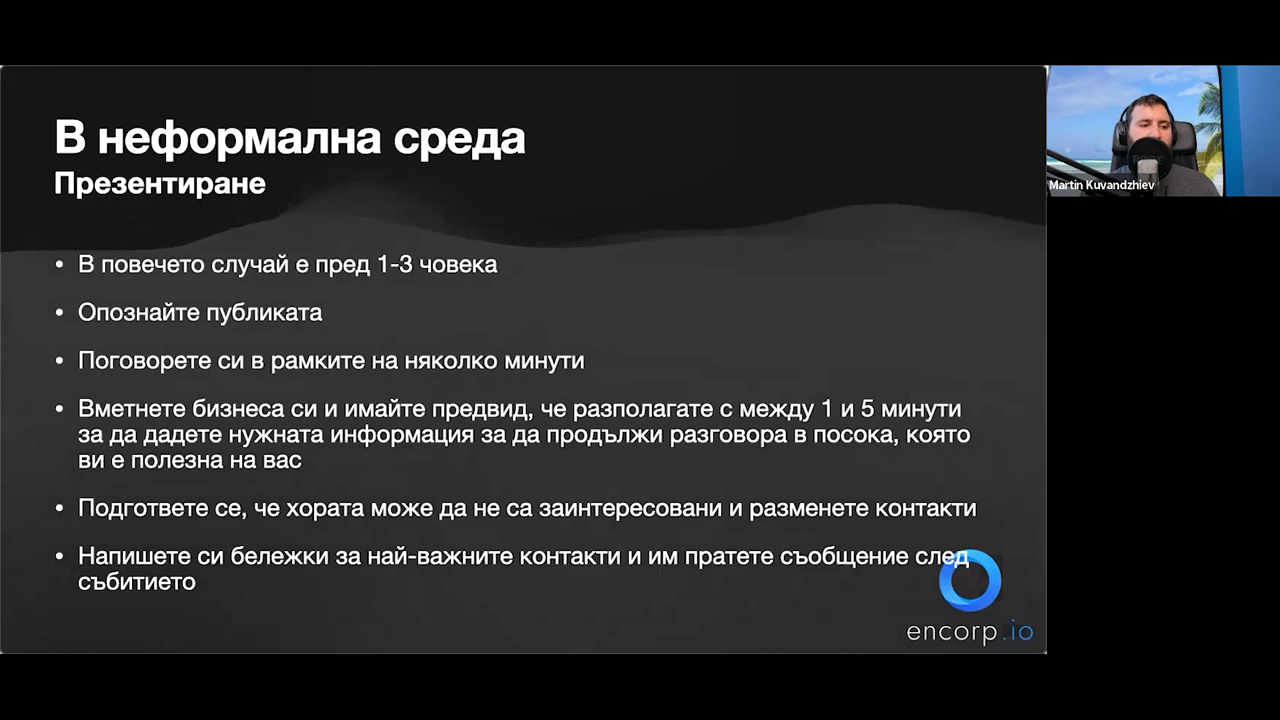 В неформална среда
Презентиране
• В повечето случай е пред 1-3 човека
• Опознайте публиката
• Поговорете си в рамките на няколко минути
• Вметнете бизнеса си и имайте предвид, че разполагате с между 1 и 5 минути
за да дадете нужната информация за да продължи разговора в посока, която
ви е полезна на вас
• Подгответе се, че хората може да не са заинтересовани и разменете контакти
• Напишете си бележки за най-важните контакти и им пратете съобщение след
събитието
encorp.io
Martin Kuvandzhiev